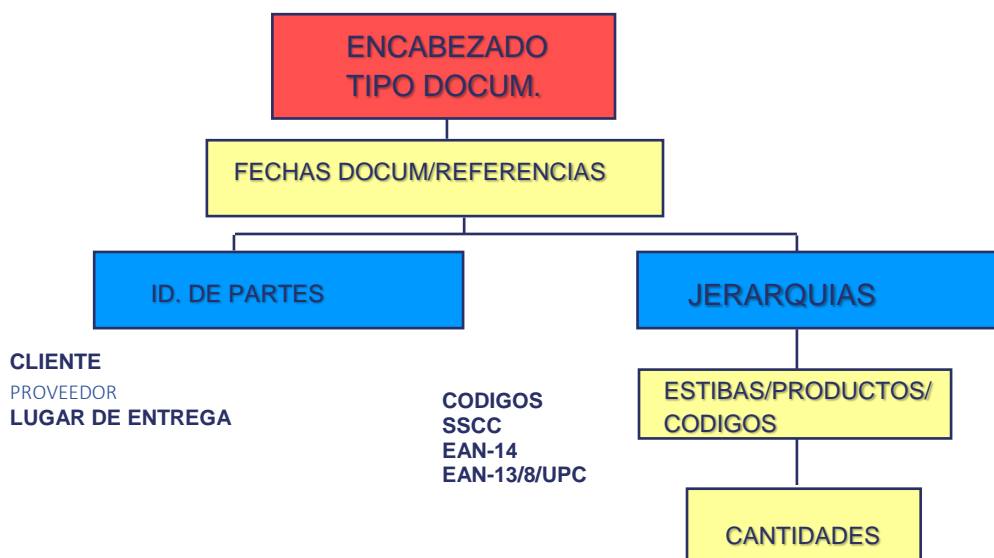 ENCABEZADO
TIPO DOCUM.
FECHAS DOCUM/REFERENCIAS
ID. DE PARTES
JERARQUIAS
CLIENTE
PROVEEDOR
LUGAR DE ENTREGA
CODIGOS
SSCC
EAN-14
EAN-13/8/UPC
ESTIBAS/PRODUCTOS/
CODIGOS
CANTIDADES